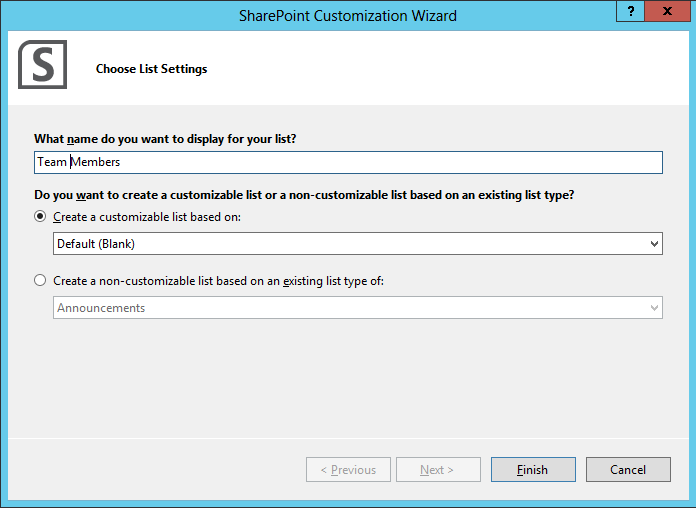 SharePoint Customization Wizard
? x
S
Choose List Settings
What name do you want to display for your list?
Team Members
Do you want to create a customizable list or a non-customizable list based on an existing list type?
Create a customizable list based on:
Default (Blank)
Create a non-customizable list based on an existing list type of:
Announcements
< Previous Next > Finish Cancel